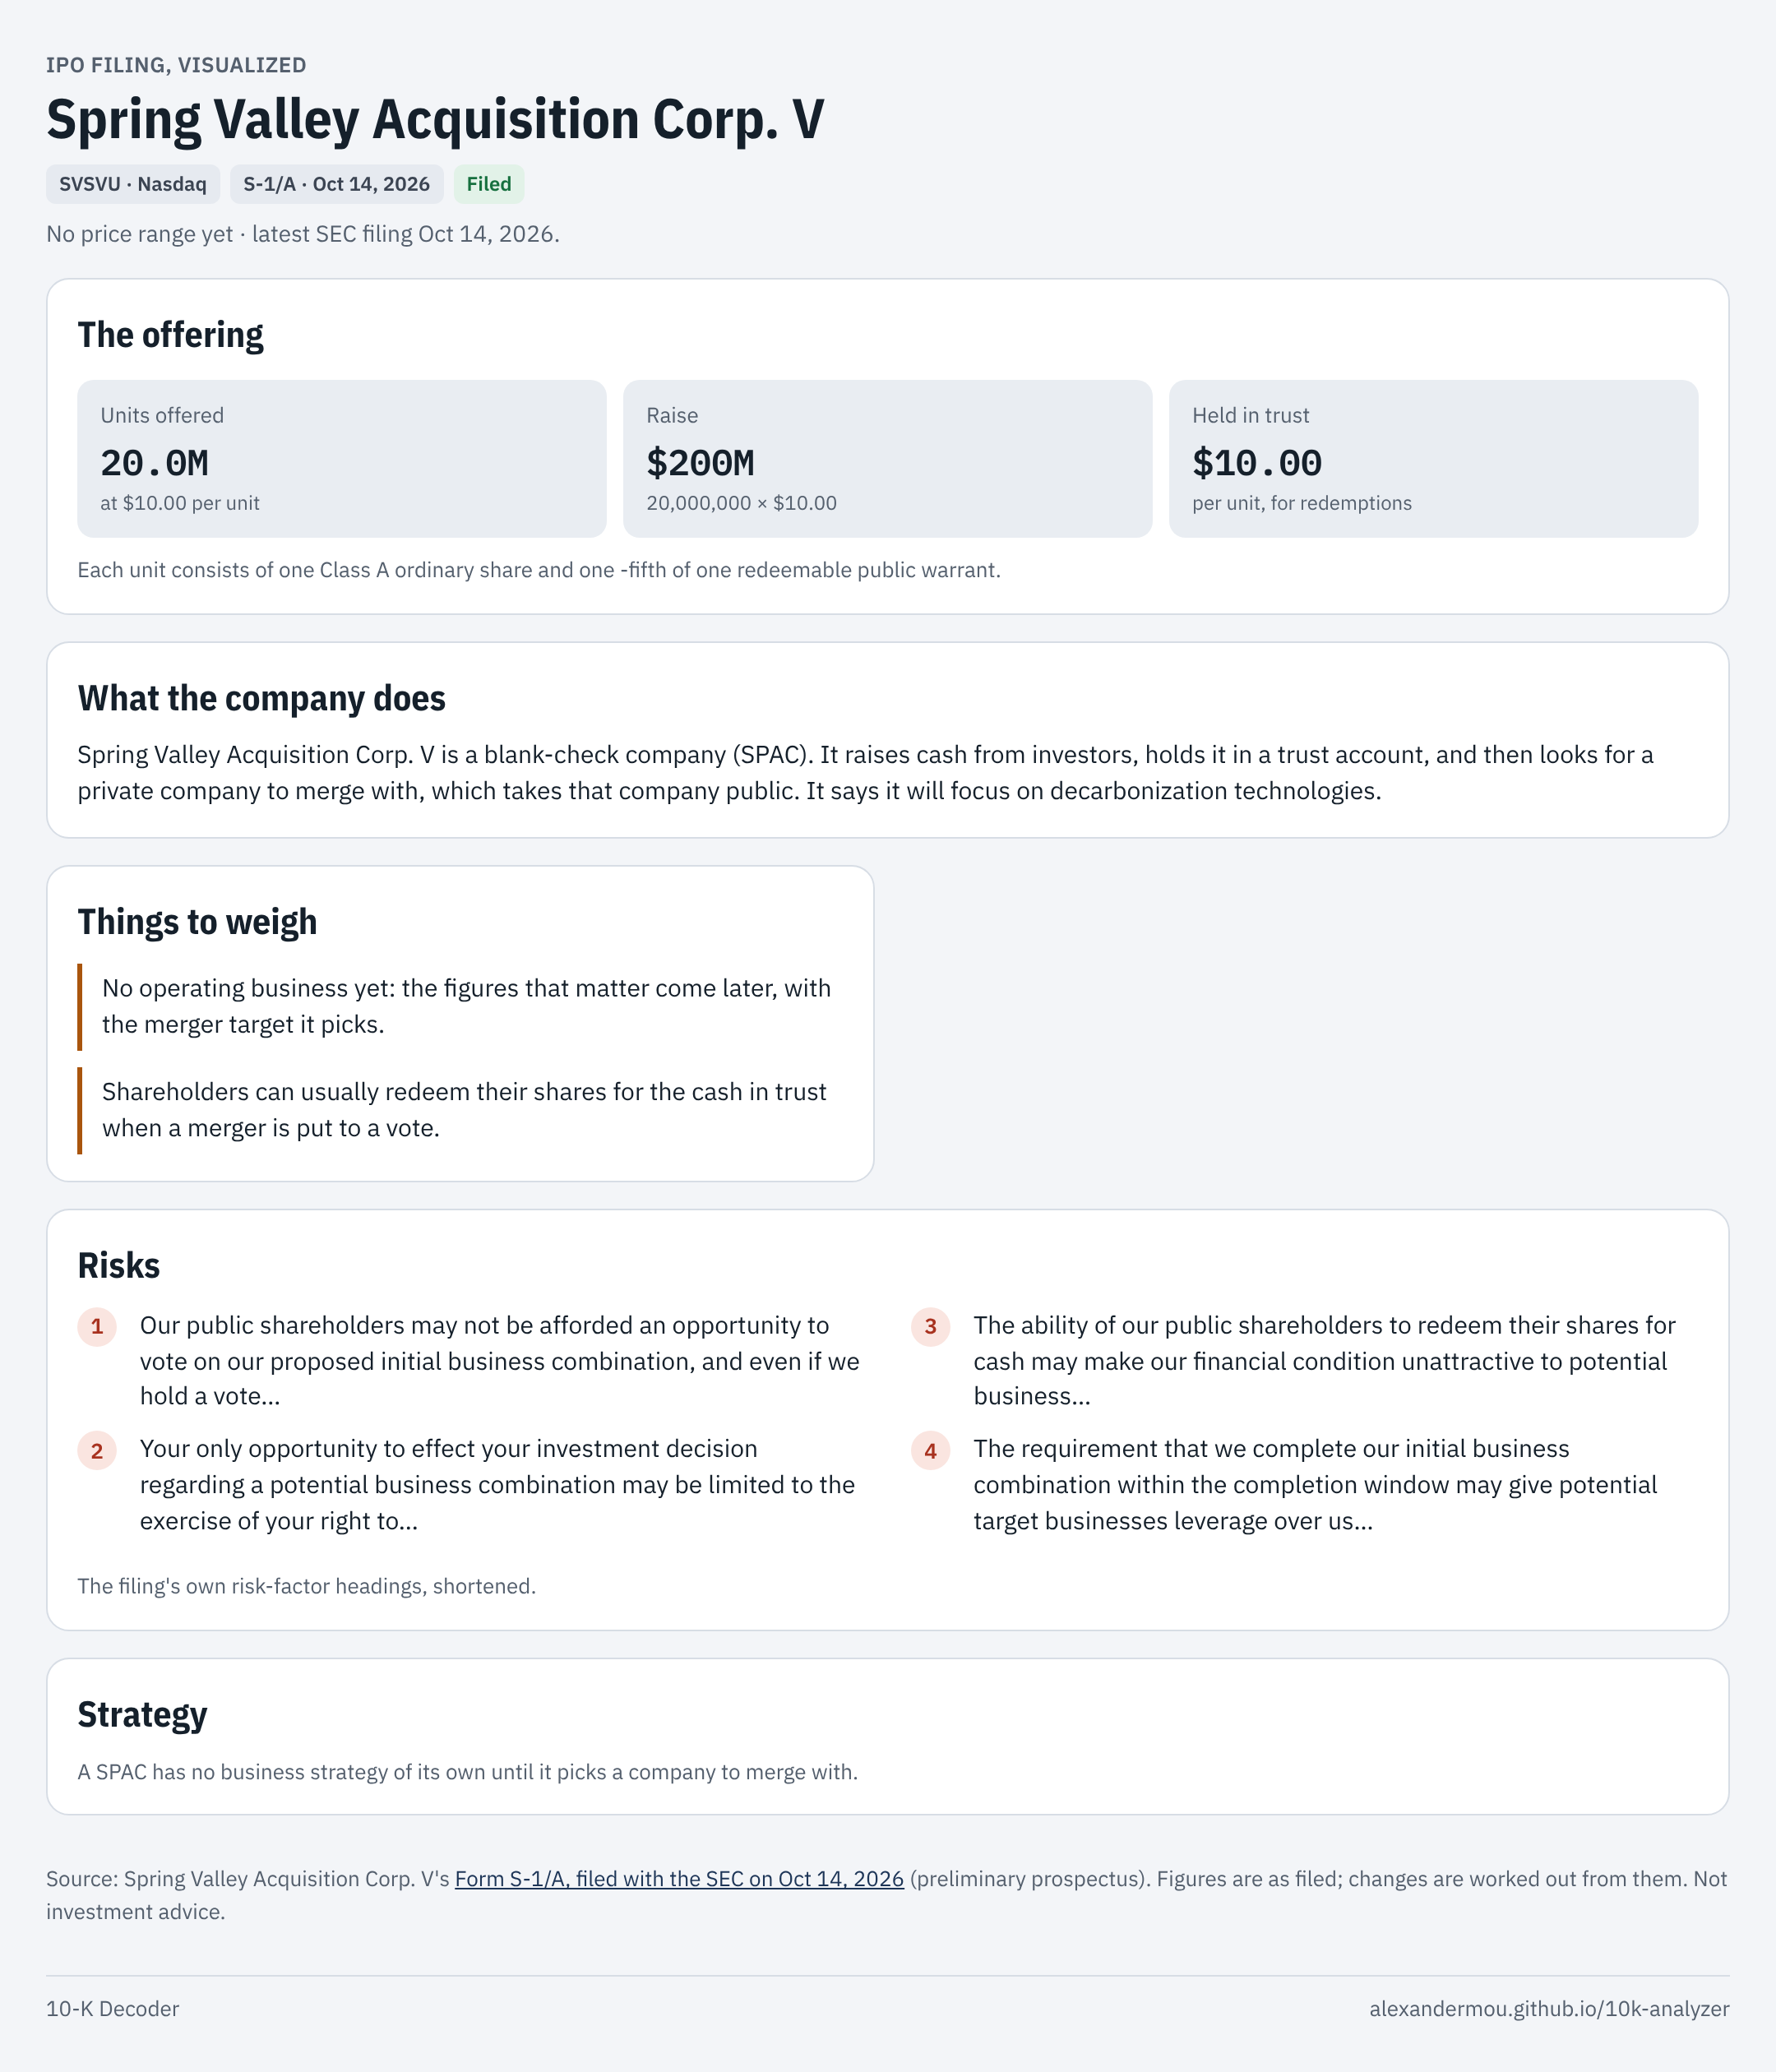 IPO FILING, VISUALIZED
Spring Valley Acquisition Corp. V
SVSVU · Nasdaq
S-1/A · Oct 14, 2026
Filed
No price range yet · latest SEC filing Oct 14, 2026.
The offering
Units offered
20.0M
at $10.00 per unit
Raise
$200M
20,000,000 × $10.00
Held in trust
$10.00
per unit, for redemptions
Each unit consists of one Class A ordinary share and one -fifth of one redeemable public warrant.
What the company does
Spring Valley Acquisition Corp. V is a blank-check company (SPAC). It raises cash from investors, holds it in a trust account, and then looks for a
private company to merge with, which takes that company public. It says it will focus on decarbonization technologies.
Things to weigh
No operating business yet: the figures that matter come later, with
the merger target it picks.
Shareholders can usually redeem their shares for the cash in trust
when a merger is put to a vote.
Risks
1
Our public shareholders may not be afforded an opportunity to
vote on our proposed initial business combination, and even if we
hold a vote...
2
Your only opportunity to effect your investment decision
regarding a potential business combination may be limited to the
exercise of your right to...
3
The ability of our public shareholders to redeem their shares for
cash may make our financial condition unattractive to potential
business...
4
The requirement that we complete our initial business
combination within the completion window may give potential
target businesses leverage over us...
The filing's own risk-factor headings, shortened.
Strategy
A SPAC has no business strategy of its own until it picks a company to merge with.
Source: Spring Valley Acquisition Corp. V's Form S-1/A, filed with the SEC on Oct 14, 2026 (preliminary prospectus). Figures are as filed; changes are worked out from them. Not
investment advice.
10-K Decoder
alexandermou.github.io/10k-analyzer